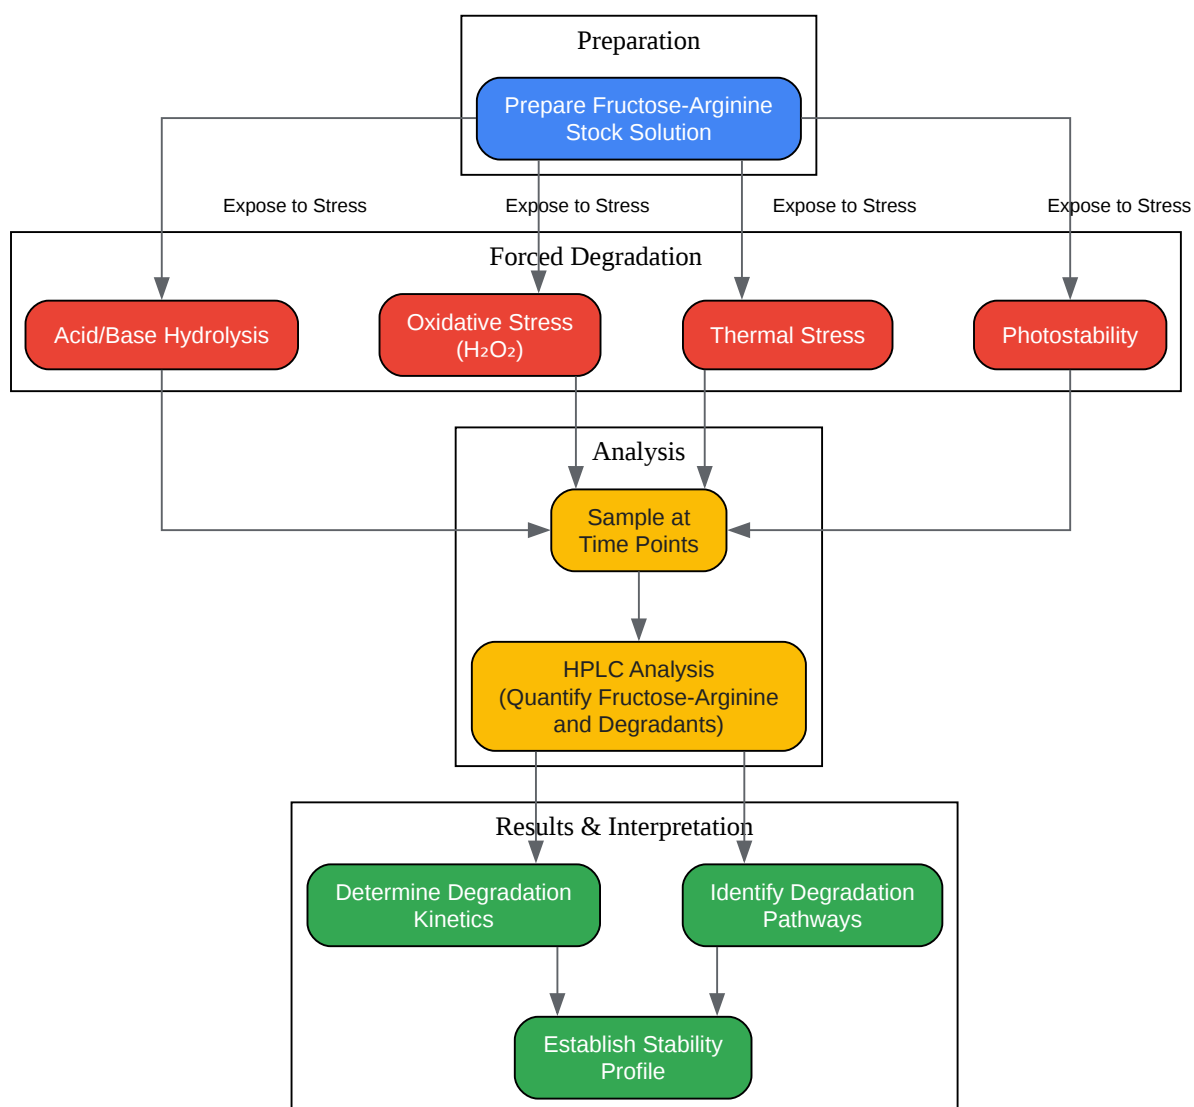 Preparation
Prepare Fructose-Arginine
Stock Solution
Expose to Stress
Expose to Stress
Expose to Stress
Expose to Stress
Forced Degradation
Acid/Base Hydrolysis
Oxidative Stress
(H₂O₂)
Thermal Stress
Photostability
Analysis
Sample at
Time Points
HPLC Analysis
(Quantify Fructose-Arginine
and Degradants)
Results & Interpretation
Determine Degradation
Kinetics
Identify Degradation
Pathways
Establish Stability
Profile